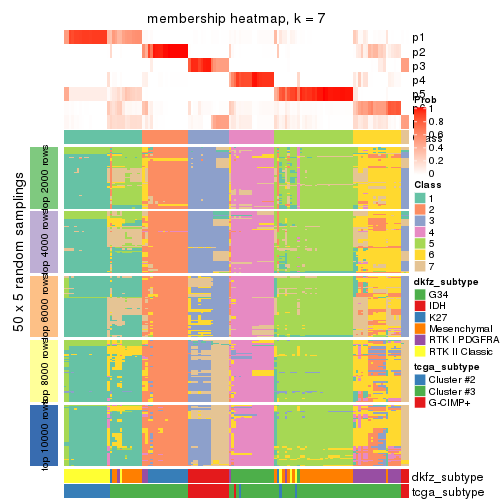 membership heatmap, k = 7
p1
p2
p3
p4
p5
Prob
1
0.8
0.6
0.4
0.2
0
Class
1
2
3
4
5
6
7
dkfz_subtype
G34
IDH
K27
Mesenchymal
RTK I PDGFRA
RTK II Classic
tcga_subtype
Cluster #2
Cluster #3
G-CIMP+
50 x 5 random samplings
top 2000 rows
top 4000 rows
top 6000 rows
top 8000 rows
top 10000 rows
dkfz_subtype
tcga_subtype